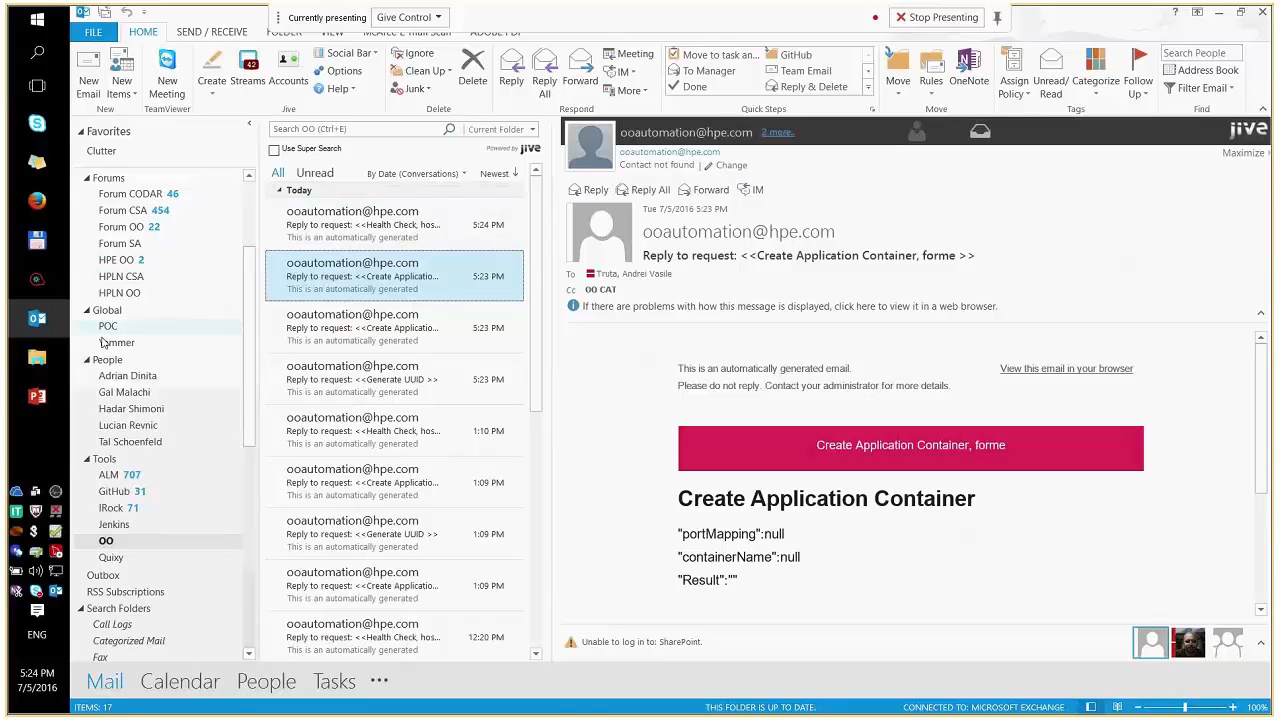 Currently presenting
Give Control
Stop Presenting
FILE
HOME
SEND / RECEIVE
FOLDER
VIEW
McAfee E-mail Scan
ADOBE PDF
New Email
New Items
New
New Meeting
TeamViewer
Create
42
Streams
Accounts
Social Bar
Options
Help
Jive
Ignore
Clean Up
Junk
Delete
Delete
Reply
Reply All
Forward
Meeting
IM
More
Respond
Move to task an...
To Manager
Done
GitHub
Team Email
Reply & Delete
Quick Steps
Move
Rules
OneNote
Move
Assign Policy
Unread/ Read
Categorize
Follow Up
Tags
Search People
Address Book
Filter Email
Find
Favorites
Clutter
Forums
Forum CODAR 46
Forum CSA 454
Forum OO 22
Forum SA
HPE OO 2
HPLN CSA
HPLN OO
Global
POC
People
Adrian Dinita
Gal Malachi
Hadar Shimoni
Lucian Revnic
Tal Schoenfeld
Tools
ALM 707
GitHub 31
IRock 71
Jenkins
OO
Quixy
Outbox
RSS Subscriptions
Search Folders
Call Logs
Categorized Mail
Fax
Search OO (Ctrl+E)
Current Folder
Use Super Search
Powered by jive
All Unread
By Date (Conversations)
Newest
Today
ooautomation@hpe.com
Reply to request: <<Health Check, hos... 5:24 PM
This is an automatically generated
ooautomation@hpe.com
Reply to request: <<Create Applicatio... 5:23 PM
This is an automatically generated
ooautomation@hpe.com
Reply to request: <<Create Applicatio... 5:23 PM
This is an automatically generated
ooautomation@hpe.com
Reply to request: <<Generate UUID >> 5:23 PM
This is an automatically generated
ooautomation@hpe.com
Reply to request: <<Health Check, hos... 1:10 PM
This is an automatically generated
ooautomation@hpe.com
Reply to request: <<Create Applicatio... 1:09 PM
This is an automatically generated
ooautomation@hpe.com
Reply to request: <<Generate UUID >> 1:09 PM
This is an automatically generated
ooautomation@hpe.com
Reply to request: <<Create Applicatio... 1:09 PM
This is an automatically generated
ooautomation@hpe.com
Reply to request: <<Health Check, hos... 12:20 PM
This is an automatically generated
ooautomation@hpe.com 2 more..
jive
ooautomation@hpe.com
Contact not found
Change
Maximize
Reply
Reply All
Forward
IM
Tue 7/5/2016 5:23 PM
ooautomation@hpe.com
Reply to request: <<Create Application Container, forme >>
To Truta, Andrei Vasile
Cc OO CAT
If there are problems with how this message is displayed, click here to view it in a web browser.
This is an automatically generated email.
View this email in your browser
Please do not reply. Contact your administrator for more details.
Create Application Container, forme
Create Application Container
"portMapping":null
"containerName":null
"Result":""
Unable to log in to: SharePoint.
ENG
5:24 PM
7/5/2016
Mail Calendar People Tasks •••
ITEMS: 17
THIS FOLDER IS UP TO DATE.
CONNECTED TO: MICROSOFT EXCHANGE
100%